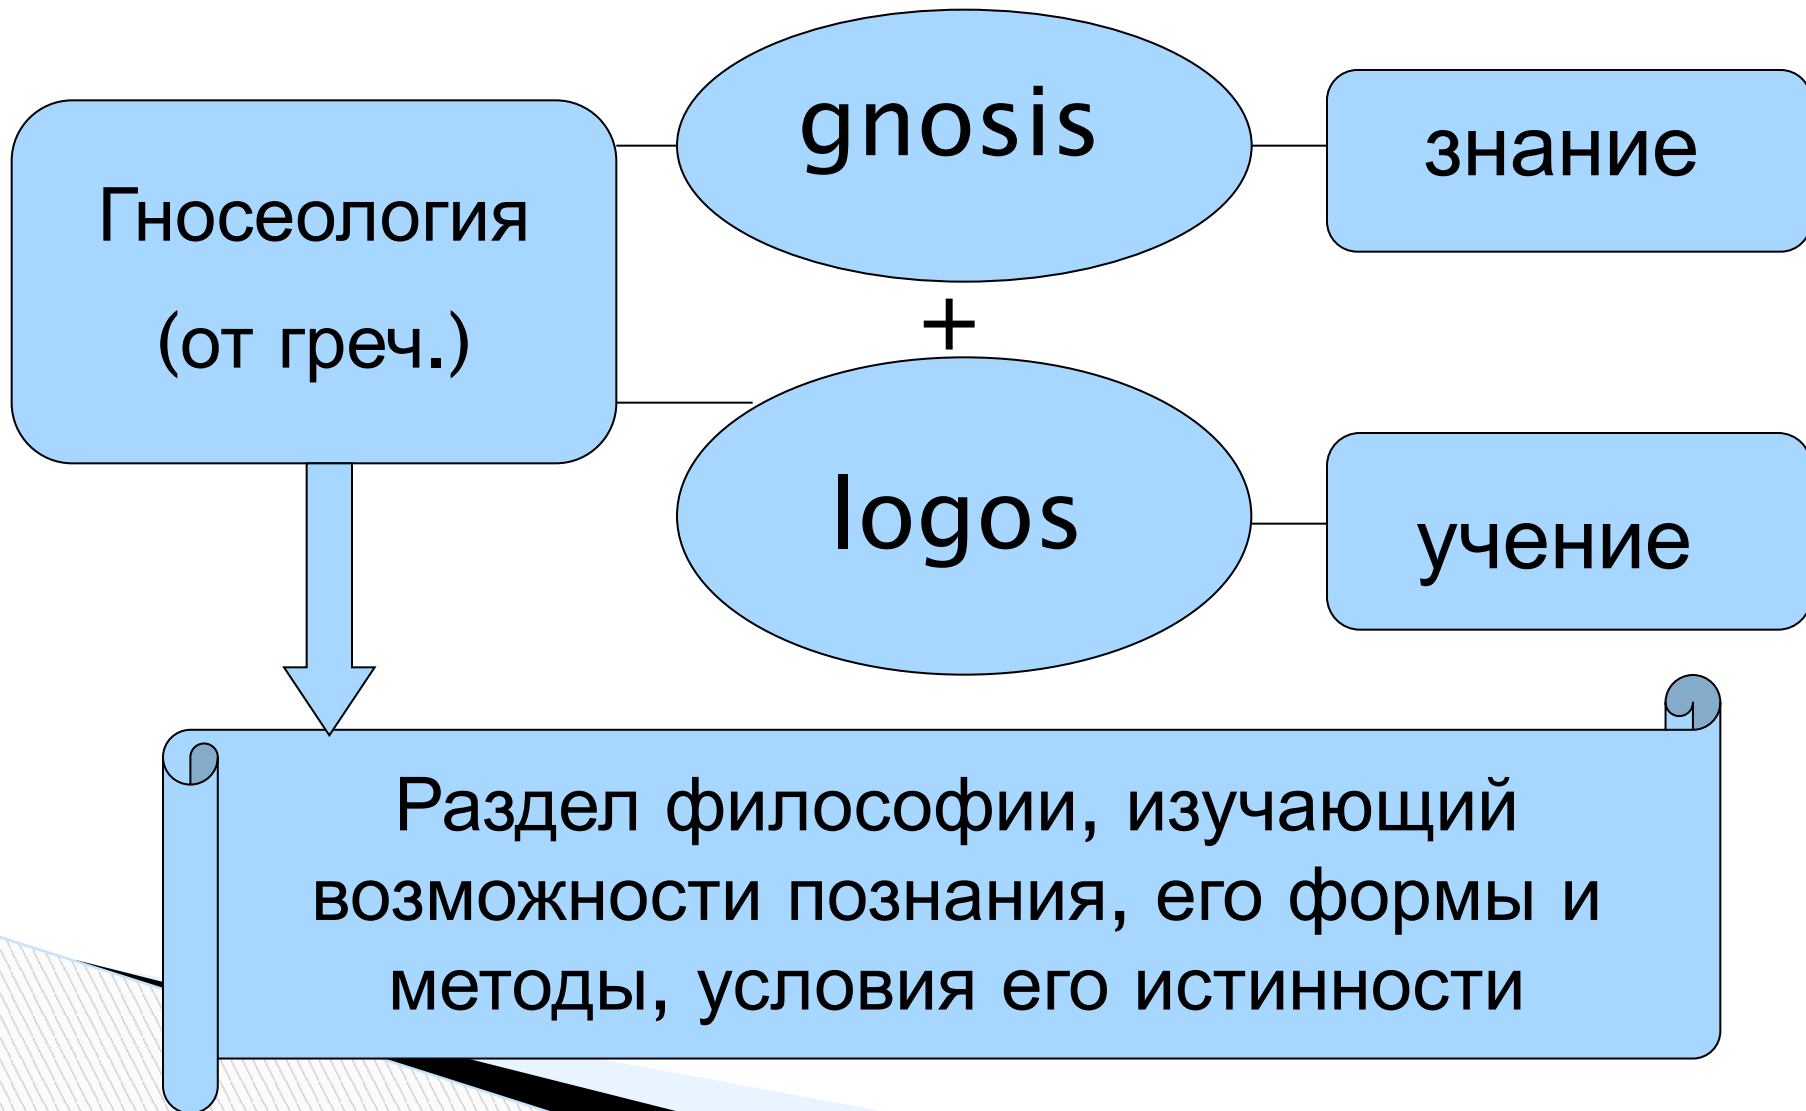 Гносеология
(от греч.)
gnosis
знание
+
logos
учение
Раздел философии, изучающий
возможности познания, его формы и
методы, условия его истинности